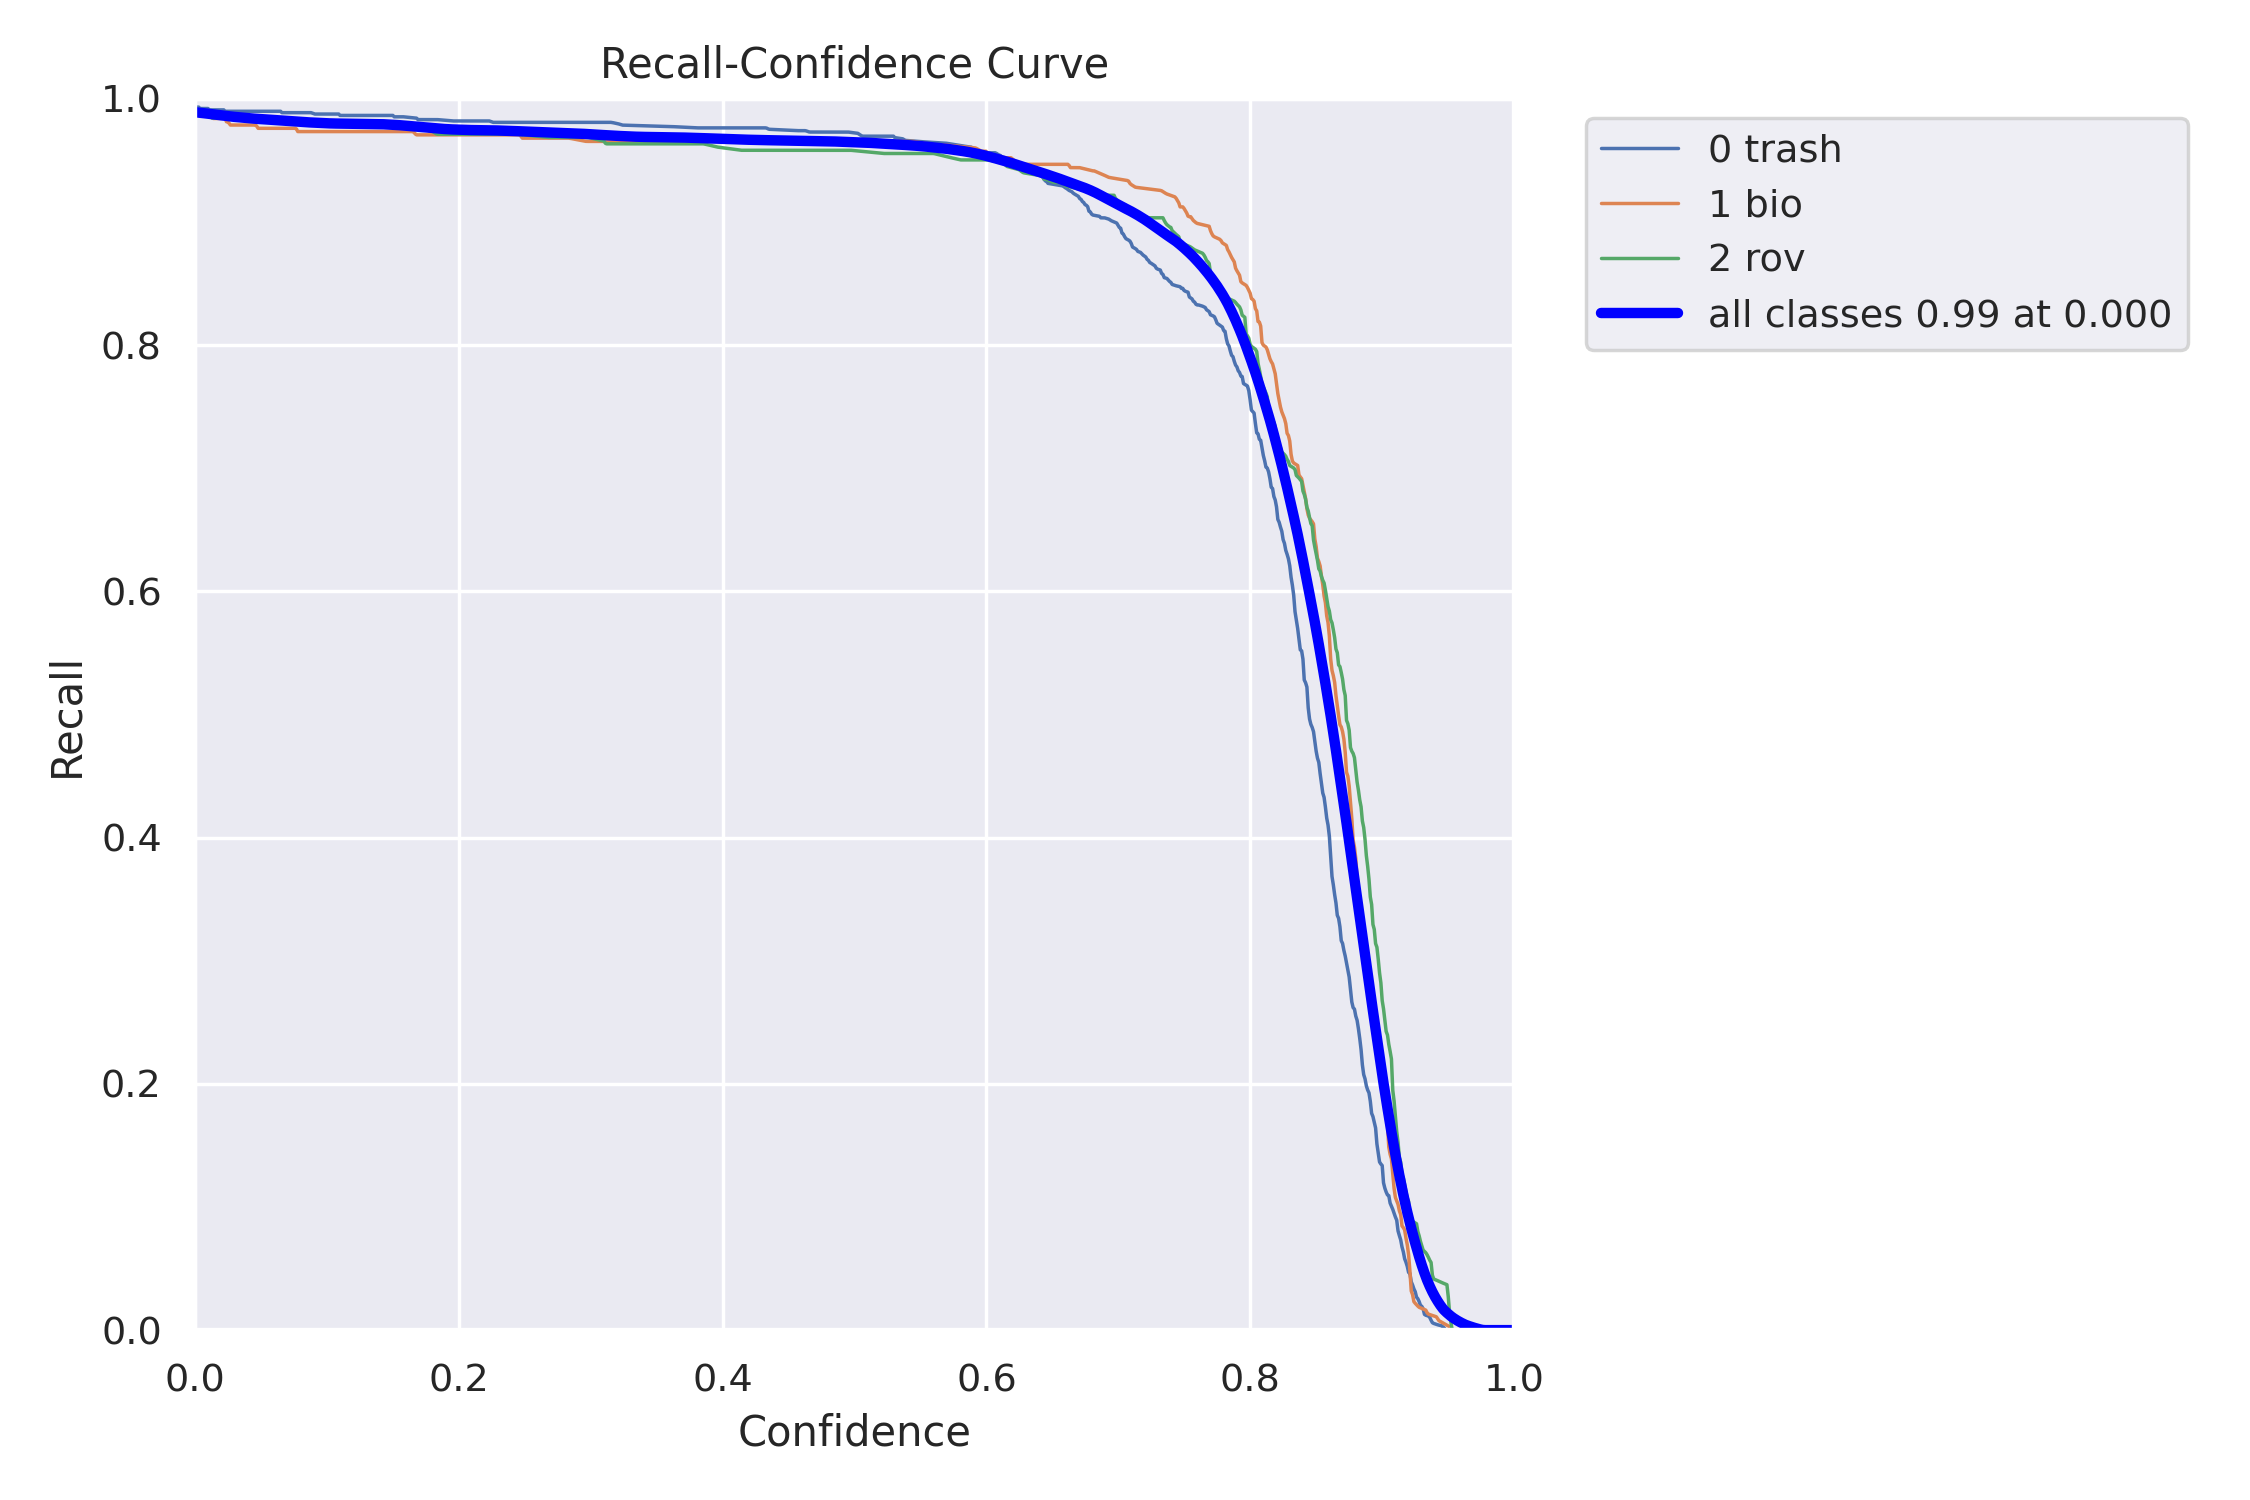 Recall-Confidence Curve
1.0
0.8
0.6
0.4
0.2
0.0
Recall
0.0 0.2 0.4 0.6 0.8 1.0
Confidence
0 trash
1 bio
2 rov
all classes 0.99 at 0.000